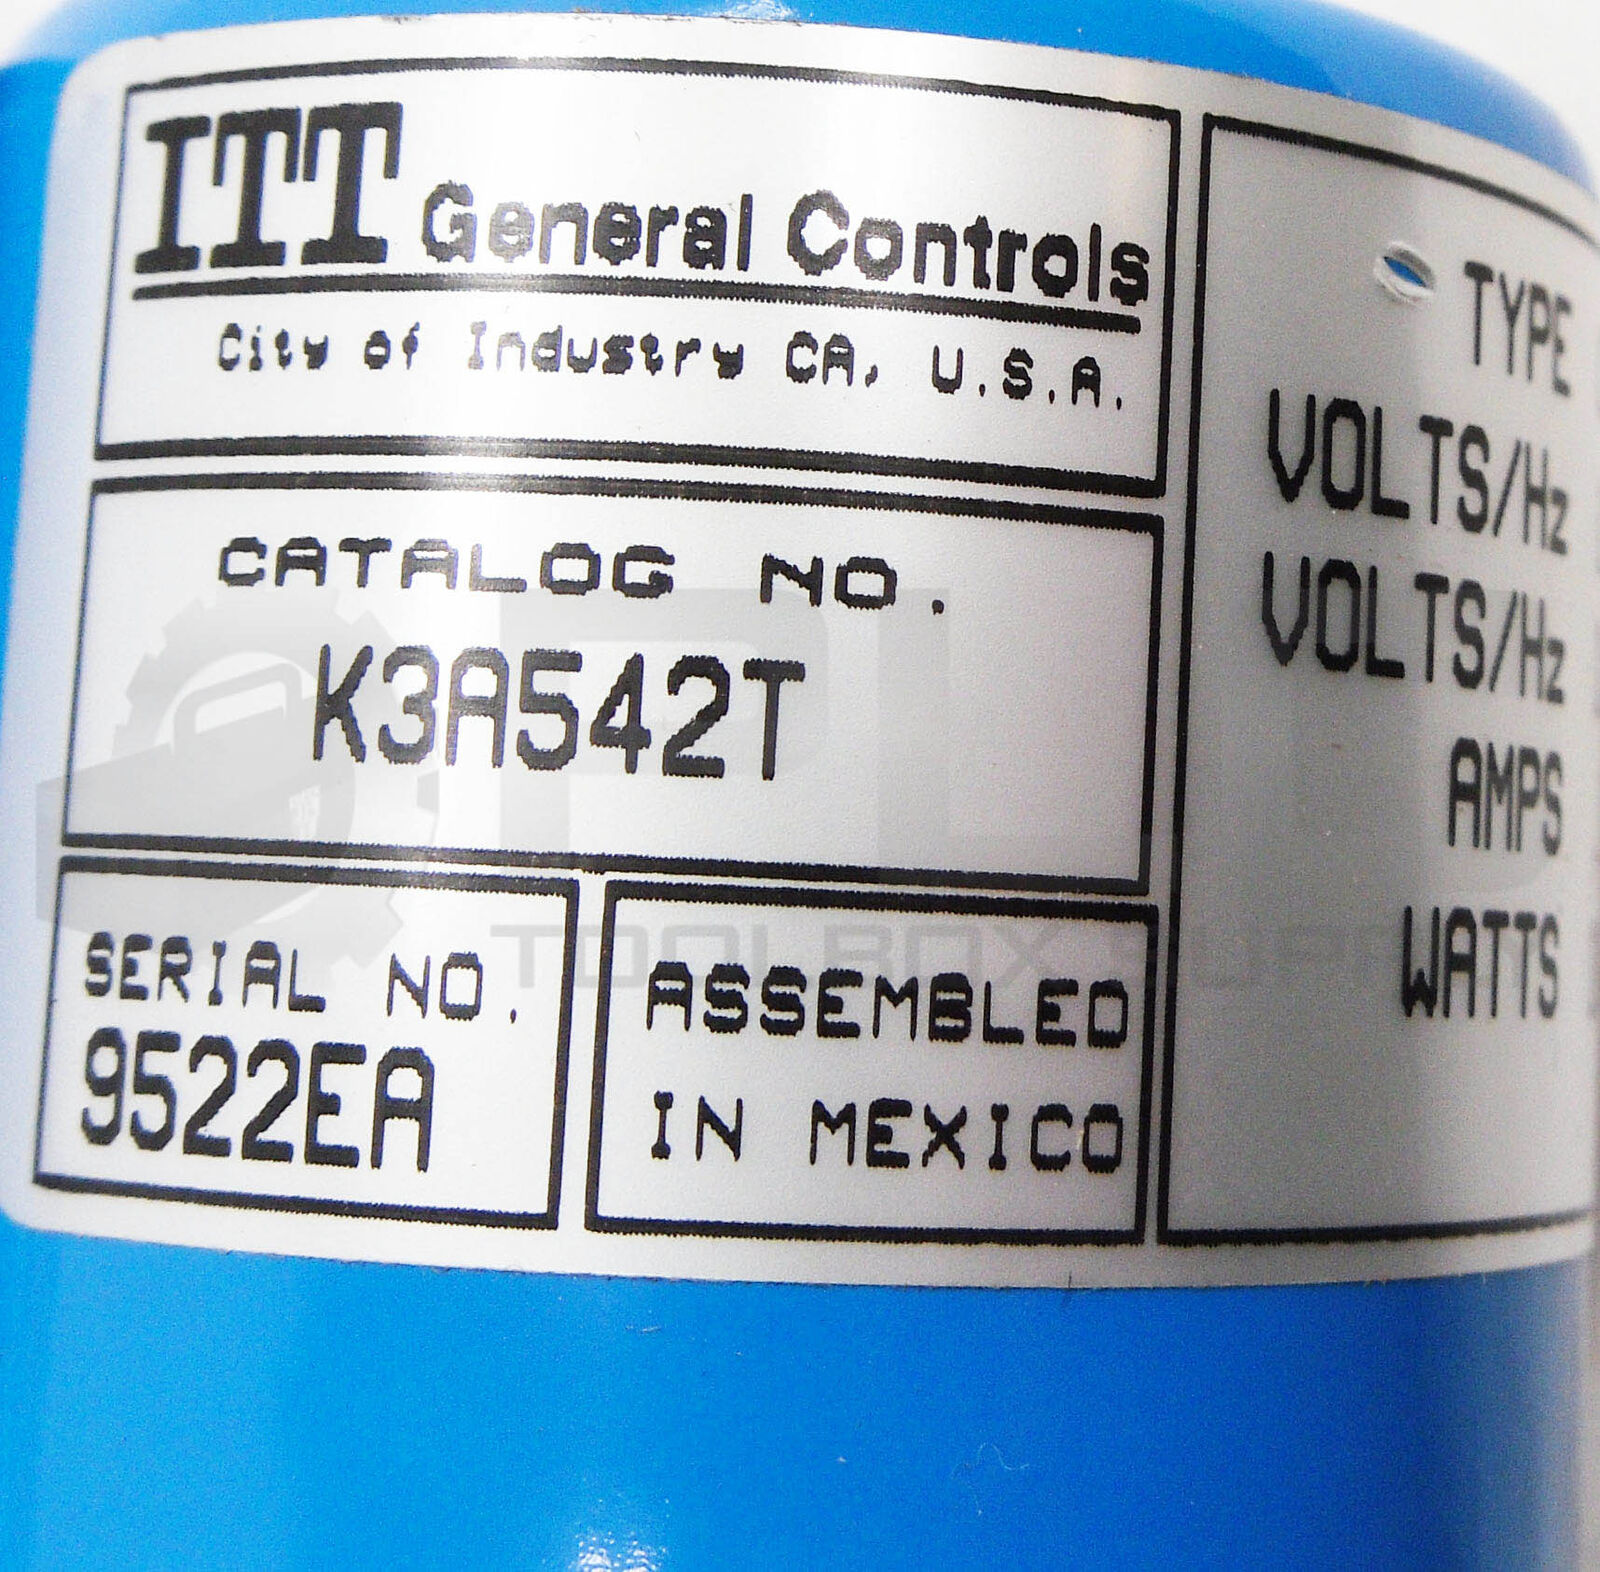 ITT General Controls
City of Industry CA, U.S.A.
CATALOG NO.
K3A542T
SERIAL NO.
9522EA
ASSEMBLED
IN MEXICO
TYPE
VOLTS/Hz
VOLTS/Hz
AMPS
WATTS
TOOLBOX